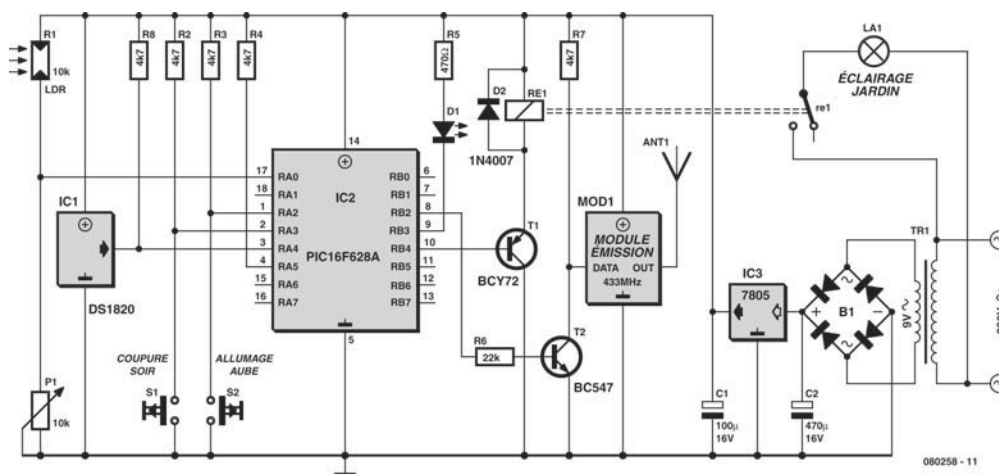 R1
10k
LDR
R8
4k7
R2
4k7
R3
4k7
R4
4k7
R5
470Ω
D1
D2
1N4007
RE1
R7
4k7
LA1
ÉCLAIRAGE
JARDIN
re1
ANT1
14
17 RA0
18 RA1
1 RA2
2 RA3
3 RA4
4 RA5
15 RA6
16 RA7
IC2
PIC16F628A
RB0 6
RB1 7
RB2 8
RB3 9
RB4 10
RB5 11
RB6 12
RB7 13
5
IC1
DS1820
T1
BCY72
MOD1
MODULE
ÉMISSION
DATA OUT
433MHz
TR1
IC3
7805
B1
9V
R6
22k
T2
BC547
COUPURE
SOIR
S1
ALLUMAGE
AUBE
S2
P1
10k
C1
100µ
16V
C2
470µ
16V
080258 - 11